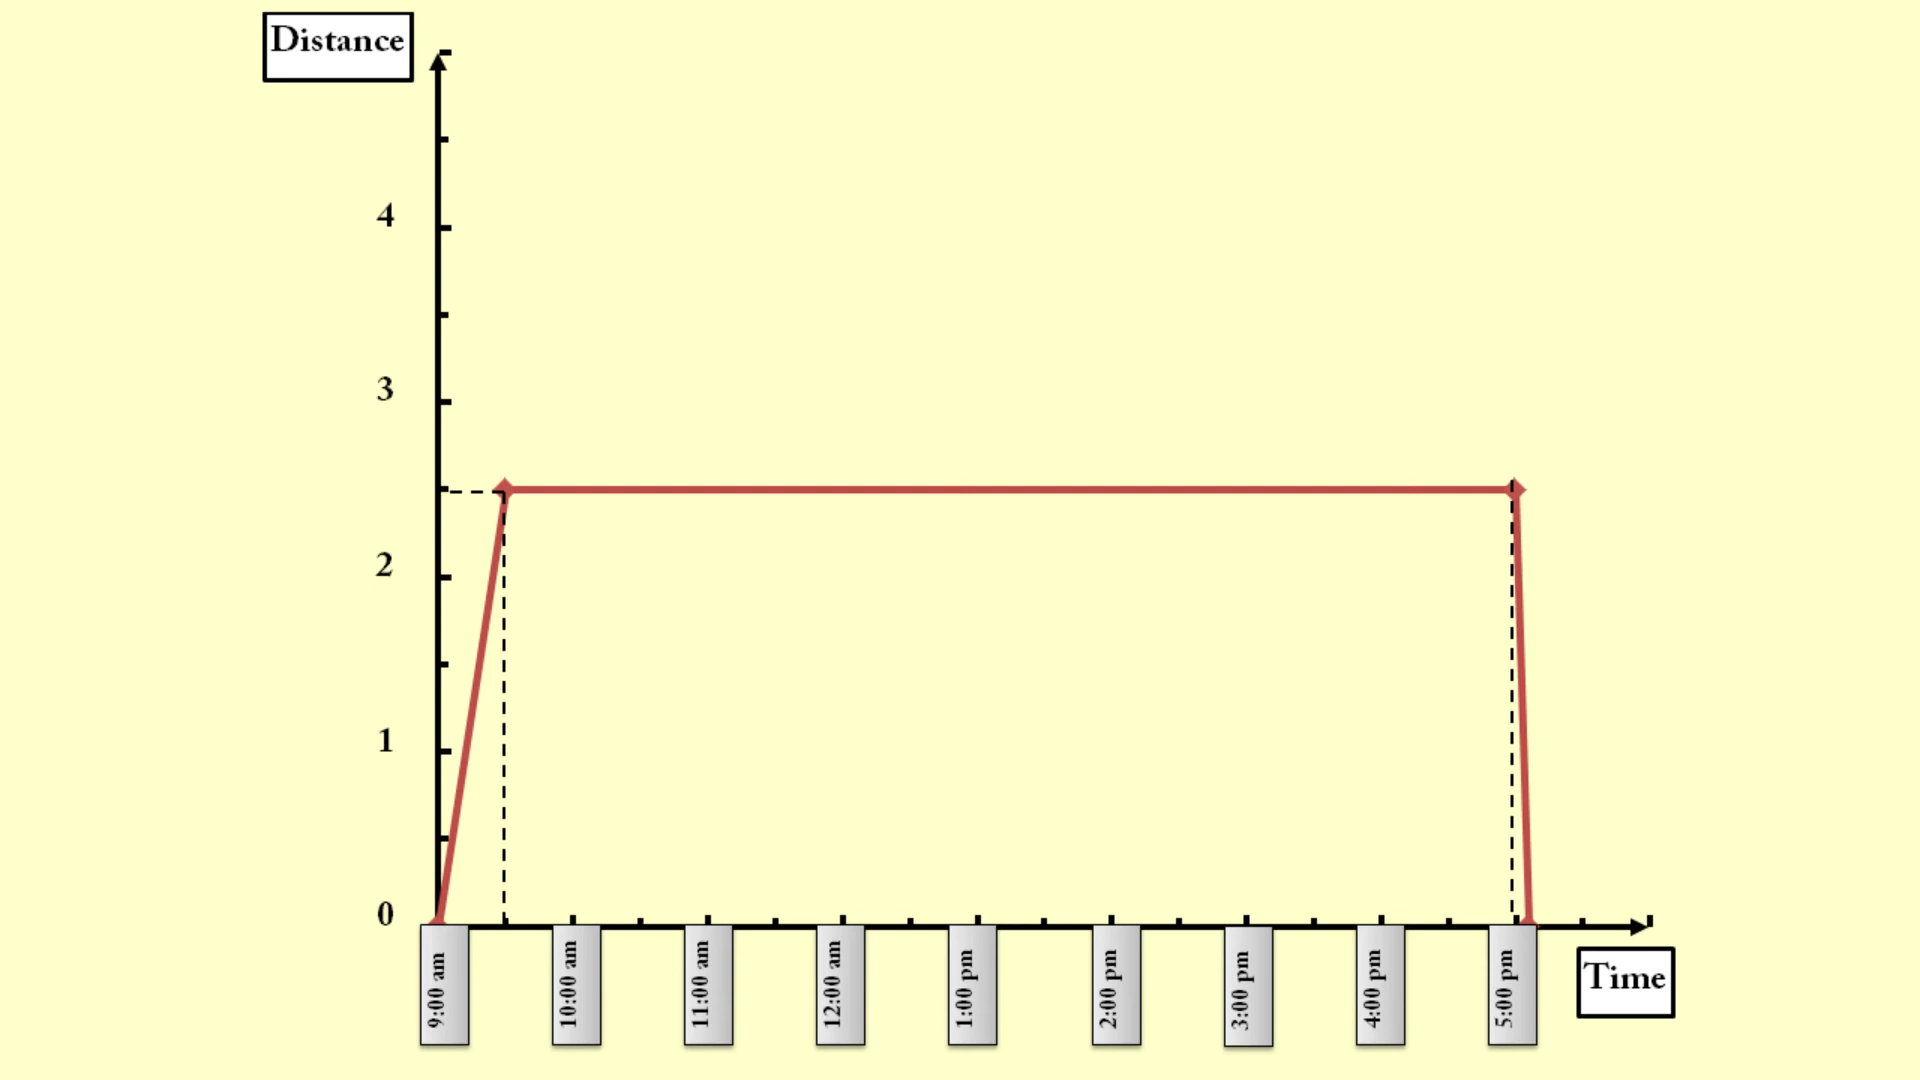 Distance
4
3
2
1
0
9:00 am
10:00 am
11:00 am
12:00 am
1:00 pm
2:00 pm
3:00 pm
4:00 pm
5:00 pm
Time